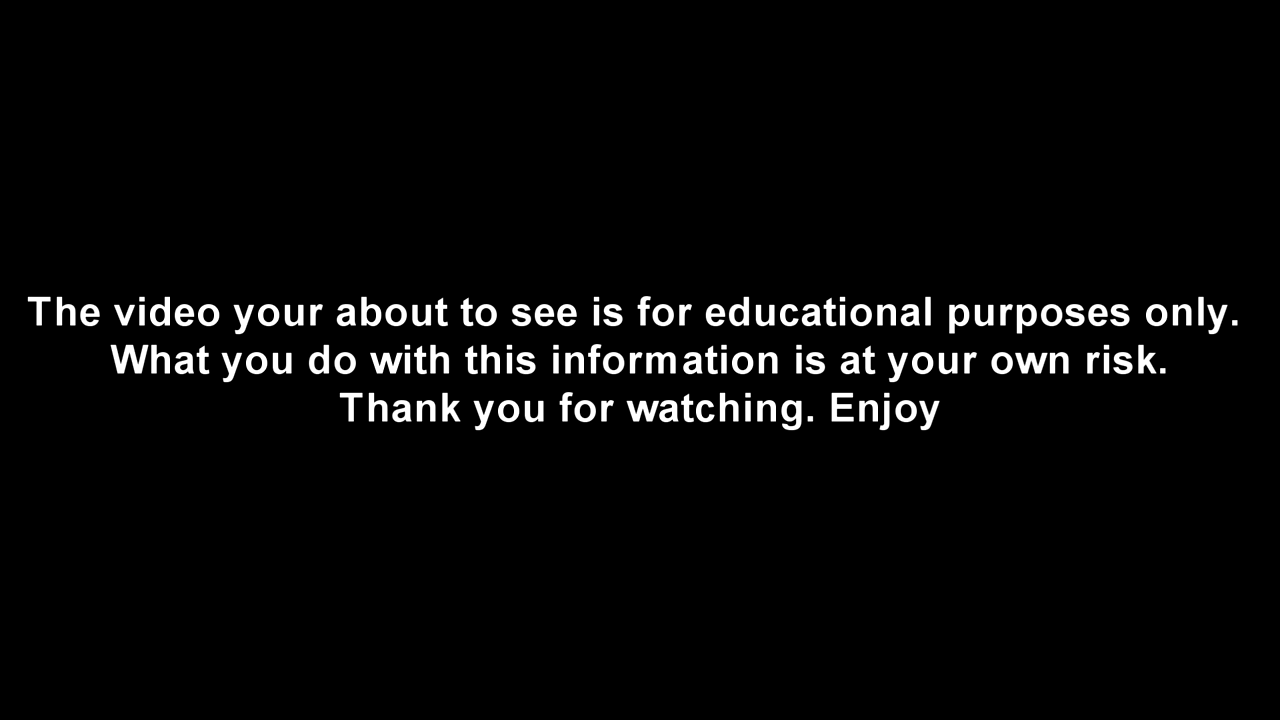 The video your about to see is for educational purposes only.
What you do with this information is at your own risk.
Thank you for watching. Enjoy